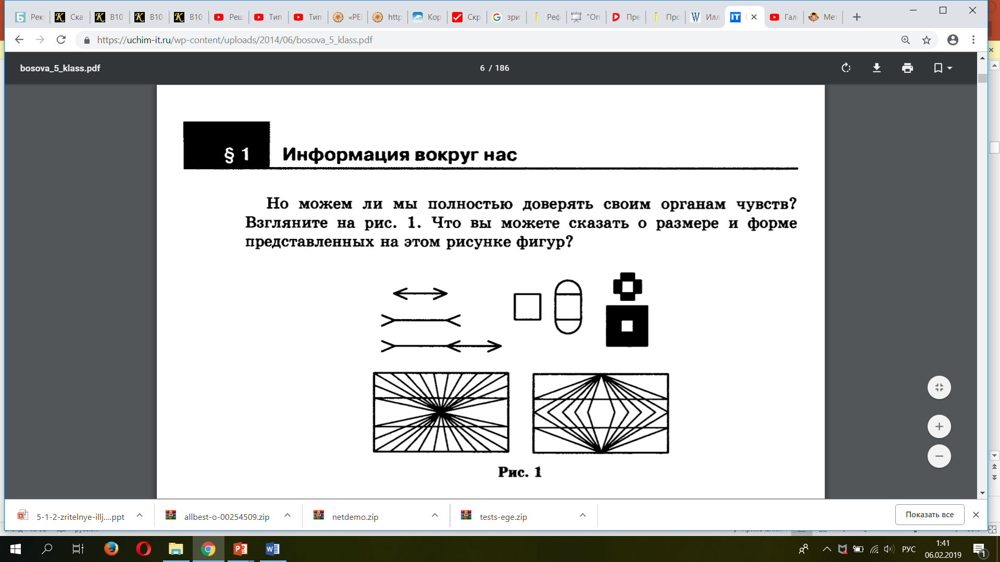 Рек
Ска
В10
В10
В10
Реш
Тип
Тип
«РЕ
http
Кор
Скр
зри
Реф
"Оп
Пре
Про
Илл
Гал
Мет
https://uchim-it.ru/wp-content/uploads/2014/06/bosova_5_klass.pdf
bosova_5_klass.pdf
6 / 186
§ 1 Информация вокруг нас
Но можем ли мы полностью доверять своим органам чувств?
Взгляните на рис. 1. Что вы можете сказать о размере и форме
представленных на этом рисунке фигур?
Рис. 1
5-1-2-zritelnye-illj....ppt
allbest-o-00254509.zip
netdemo.zip
tests-ege.zip
Показать все
РУС
1:41
06.02.2019
1